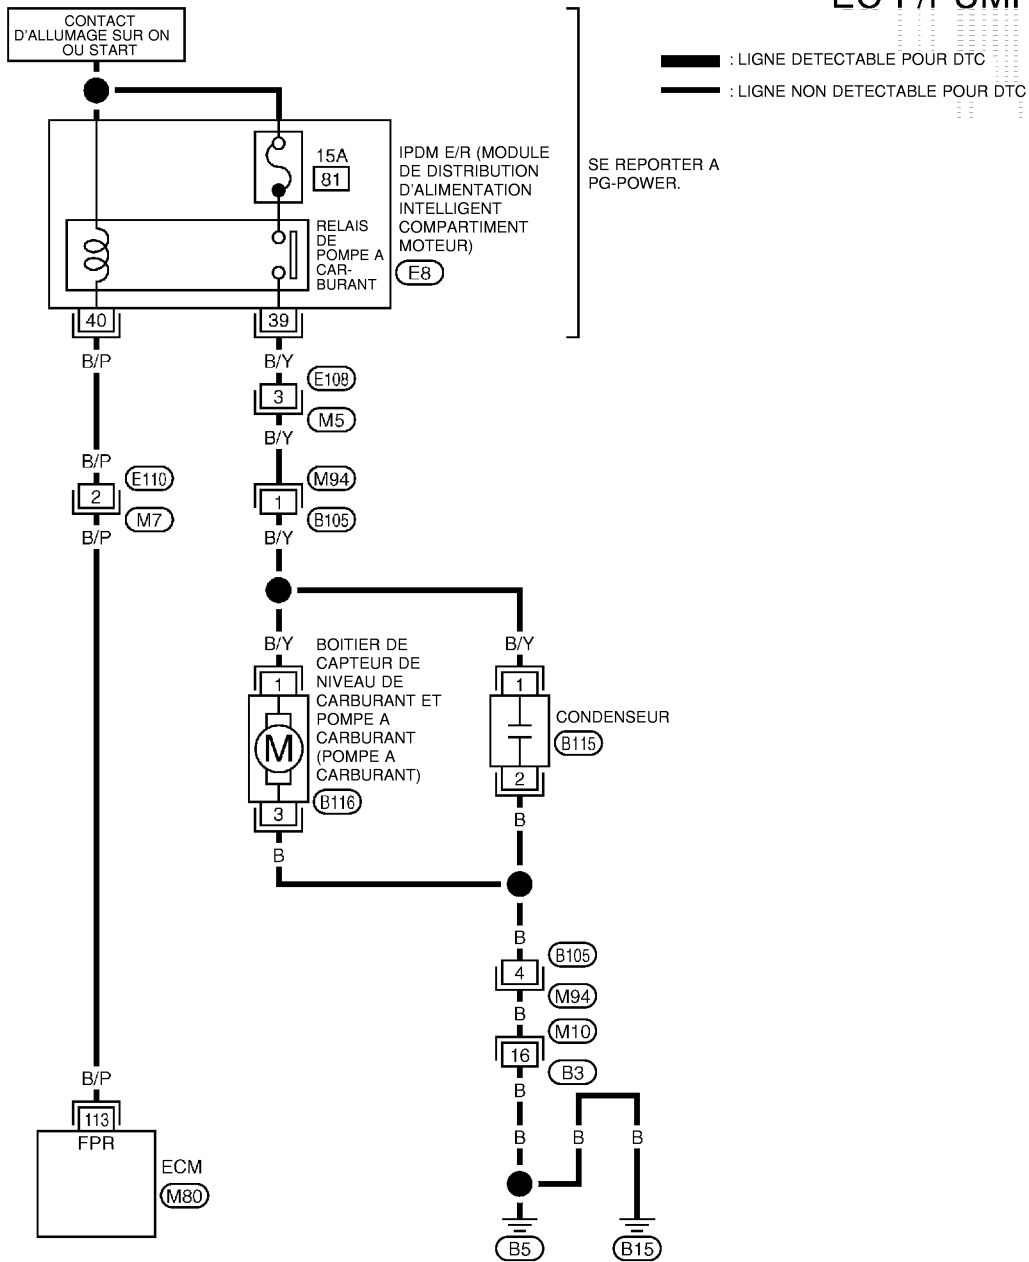 CONTACT
D'ALLUMAGE SUR ON
OU START
: LIGNE DETECTABLE POUR DTC
: LIGNE NON DETECTABLE POUR DTC
15A
81
IPDM E/R (MODULE
DE DISTRIBUTION
D'ALIMENTATION
INTELLIGENT
COMPARTIMENT
MOTEUR)
E8
SE REPORTER A
PG-POWER.
RELAIS
DE
POMPE A
CAR-
BURANT
40
39
B/P
B/Y
E108
3
M5
B/Y
B/P
E110
2
M7
B/P
M94
1
B105
B/Y
B/Y
BOITIER DE
CAPTEUR DE
NIVEAU DE
CARBURANT ET
POMPE A
CARBURANT
(POMPE A
CARBURANT)
B116
1
M
3
B
B/Y
1
CONDENSEUR
B115
2
B
B
B105
4
M94
B
M10
16
B3
B
B
B
B
B5
B15
B/P
113
FPR
ECM
M80